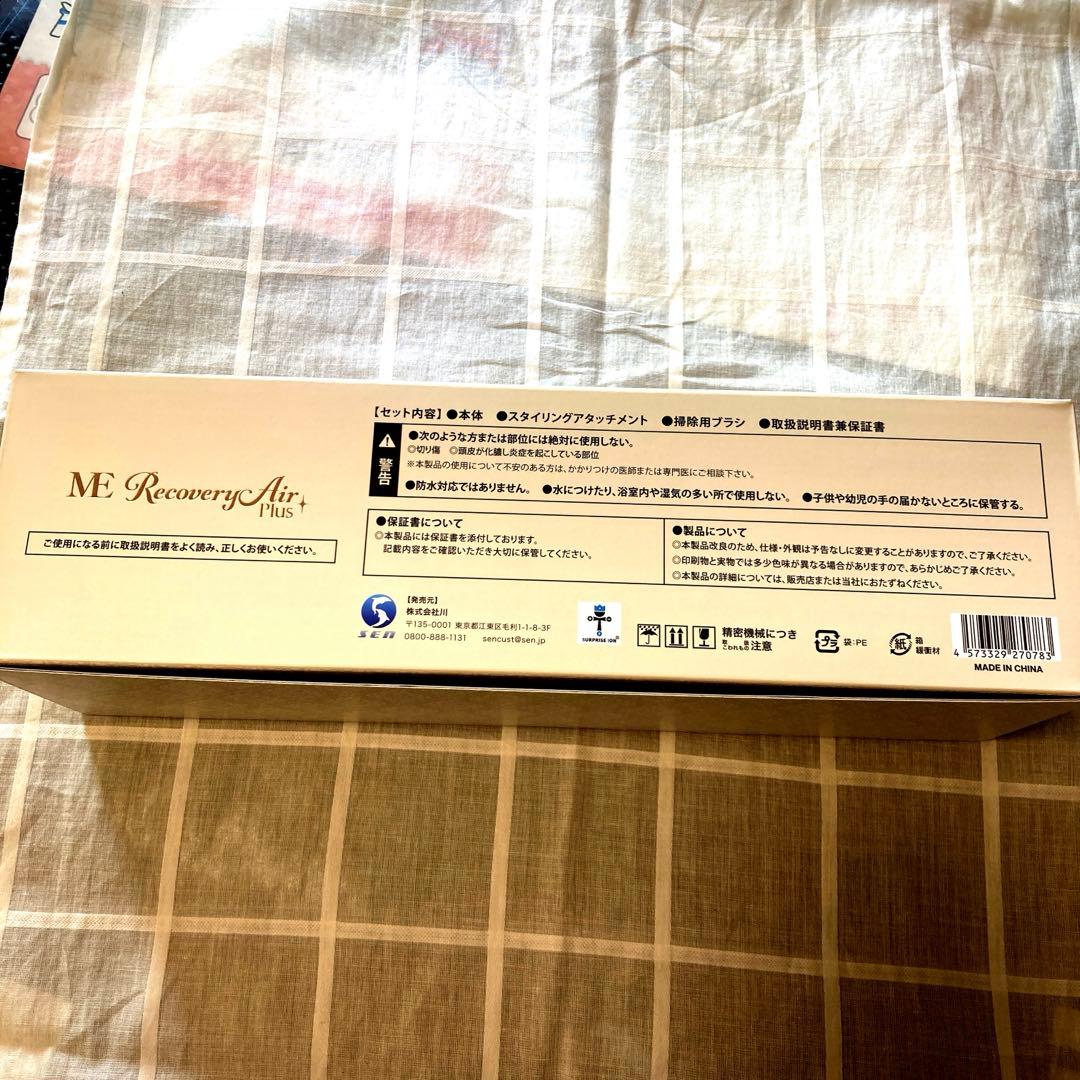 【セット内容】●本体 ●スタイリングアタッチメント ●掃除用ブラシ ●取扱説明書兼保証書
警告
●次のような方または部位には絶対に使用しない。
◎切り傷 ◎頭皮が化膿し炎症を起こしている部位
※本製品の使用について不安のある方は、かかりつけの医師または専門医にご相談下さい。
●防水対応ではありません。 ●水につけたり、浴室内や湿気の多い所で使用しない。 ●子供や幼児の手の届かないところに保管する。
ME Recovery Air
Plus
ご使用になる前に取扱説明書をよく読み、正しくお使いください。
●保証書について
◎本製品には保証書を添付しております。
記載内容をご確認いただき大切に保管してください。
●製品について
◎本製品改良のため、仕様・外観は予告なしに変更することがありますので、ご了承ください。
◎印刷物と実物では多少色味が異なる場合がありますので、あらかじめご了承ください。
◎本製品の詳細については、販売店または当社におたずねください。
SEN
【発売元】
株式会社川
〒135-0001 東京都江東区毛利1-1-8-3F
0800-888-1131 sencust@sen.jp
SURPRISE ION®
精密機械につき
取扱注意
こわれもの
プラ
袋:PE
紙
箱
緩衝材
4 573329 270783
MADE IN CHINA